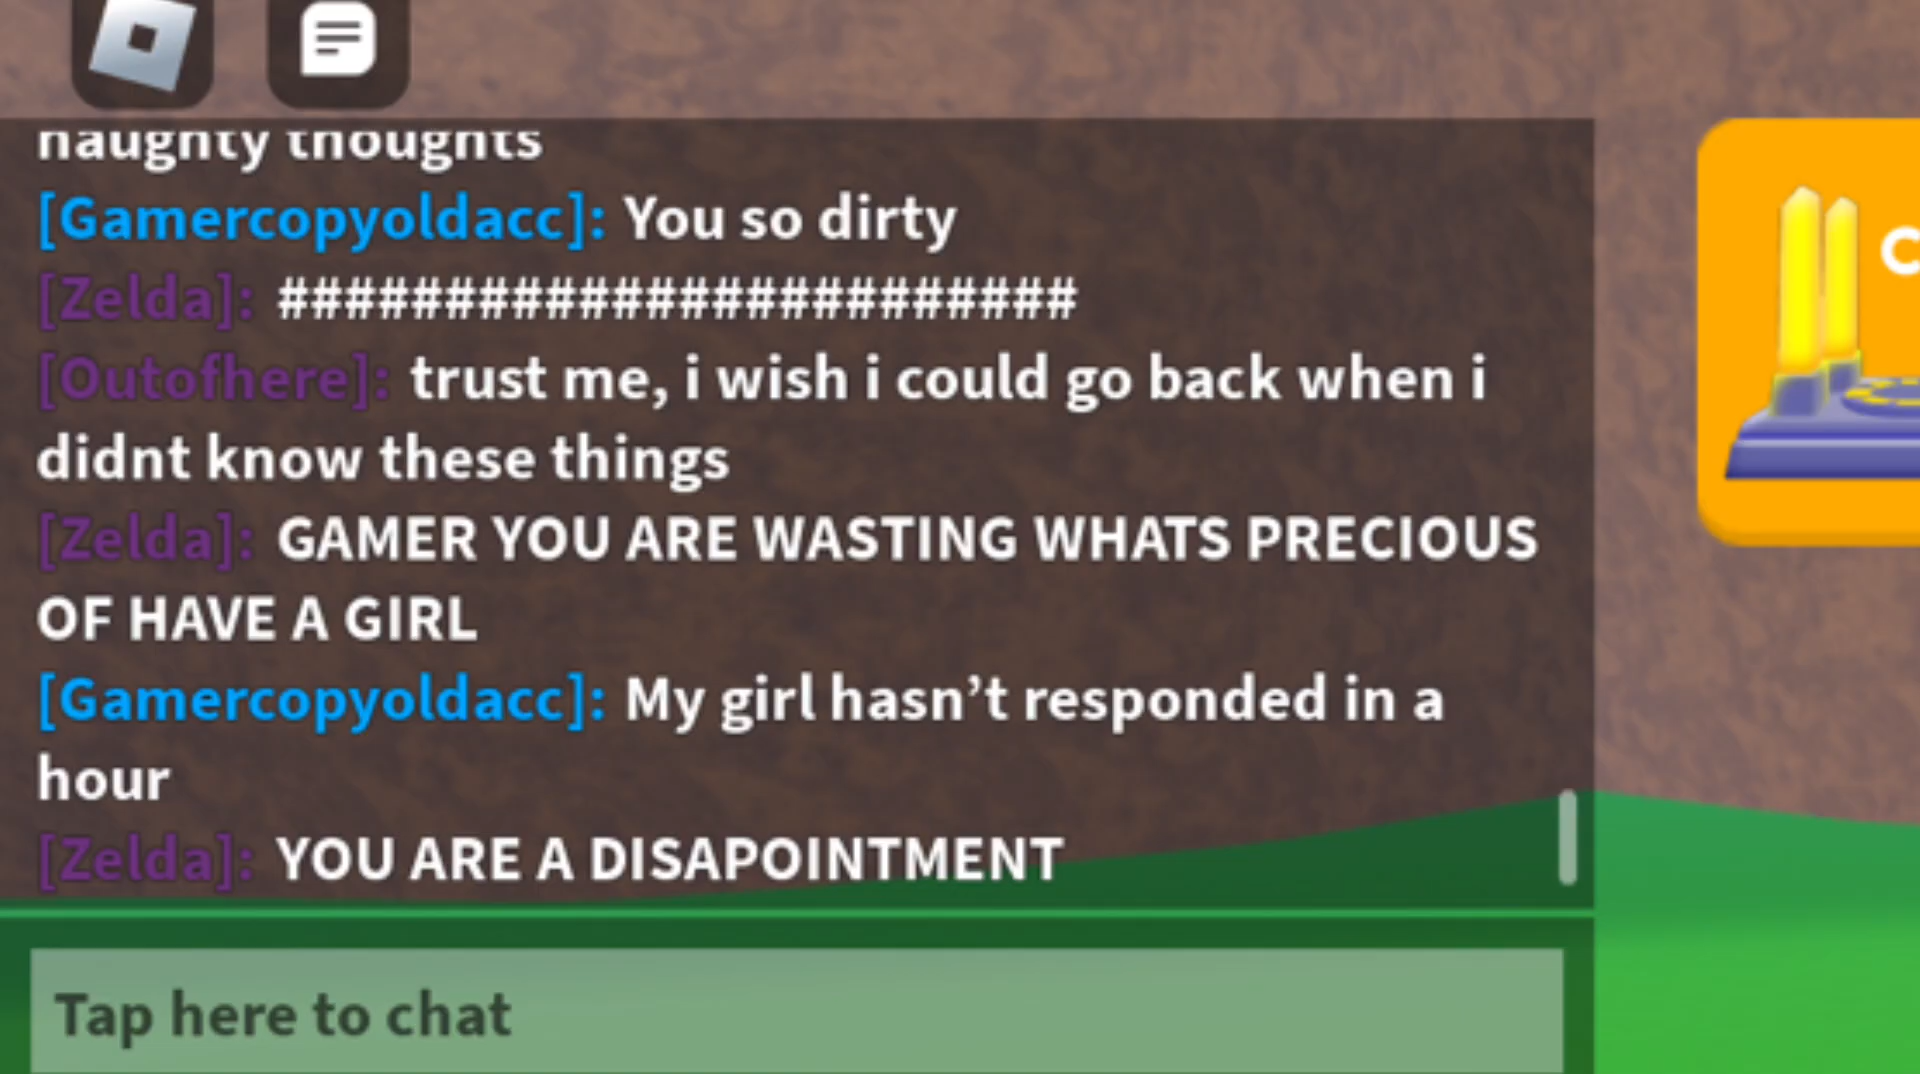 naughty thoughts
[Gamercopyoldacc]: You so dirty
[Zelda]: ########################
[Outofhere]: trust me, i wish i could go back when i
didnt know these things
[Zelda]: GAMER YOU ARE WASTING WHATS PRECIOUS
OF HAVE A GIRL
[Gamercopyoldacc]: My girl hasn’t responded in a
hour
[Zelda]: YOU ARE A DISAPOINTMENT
Tap here to chat